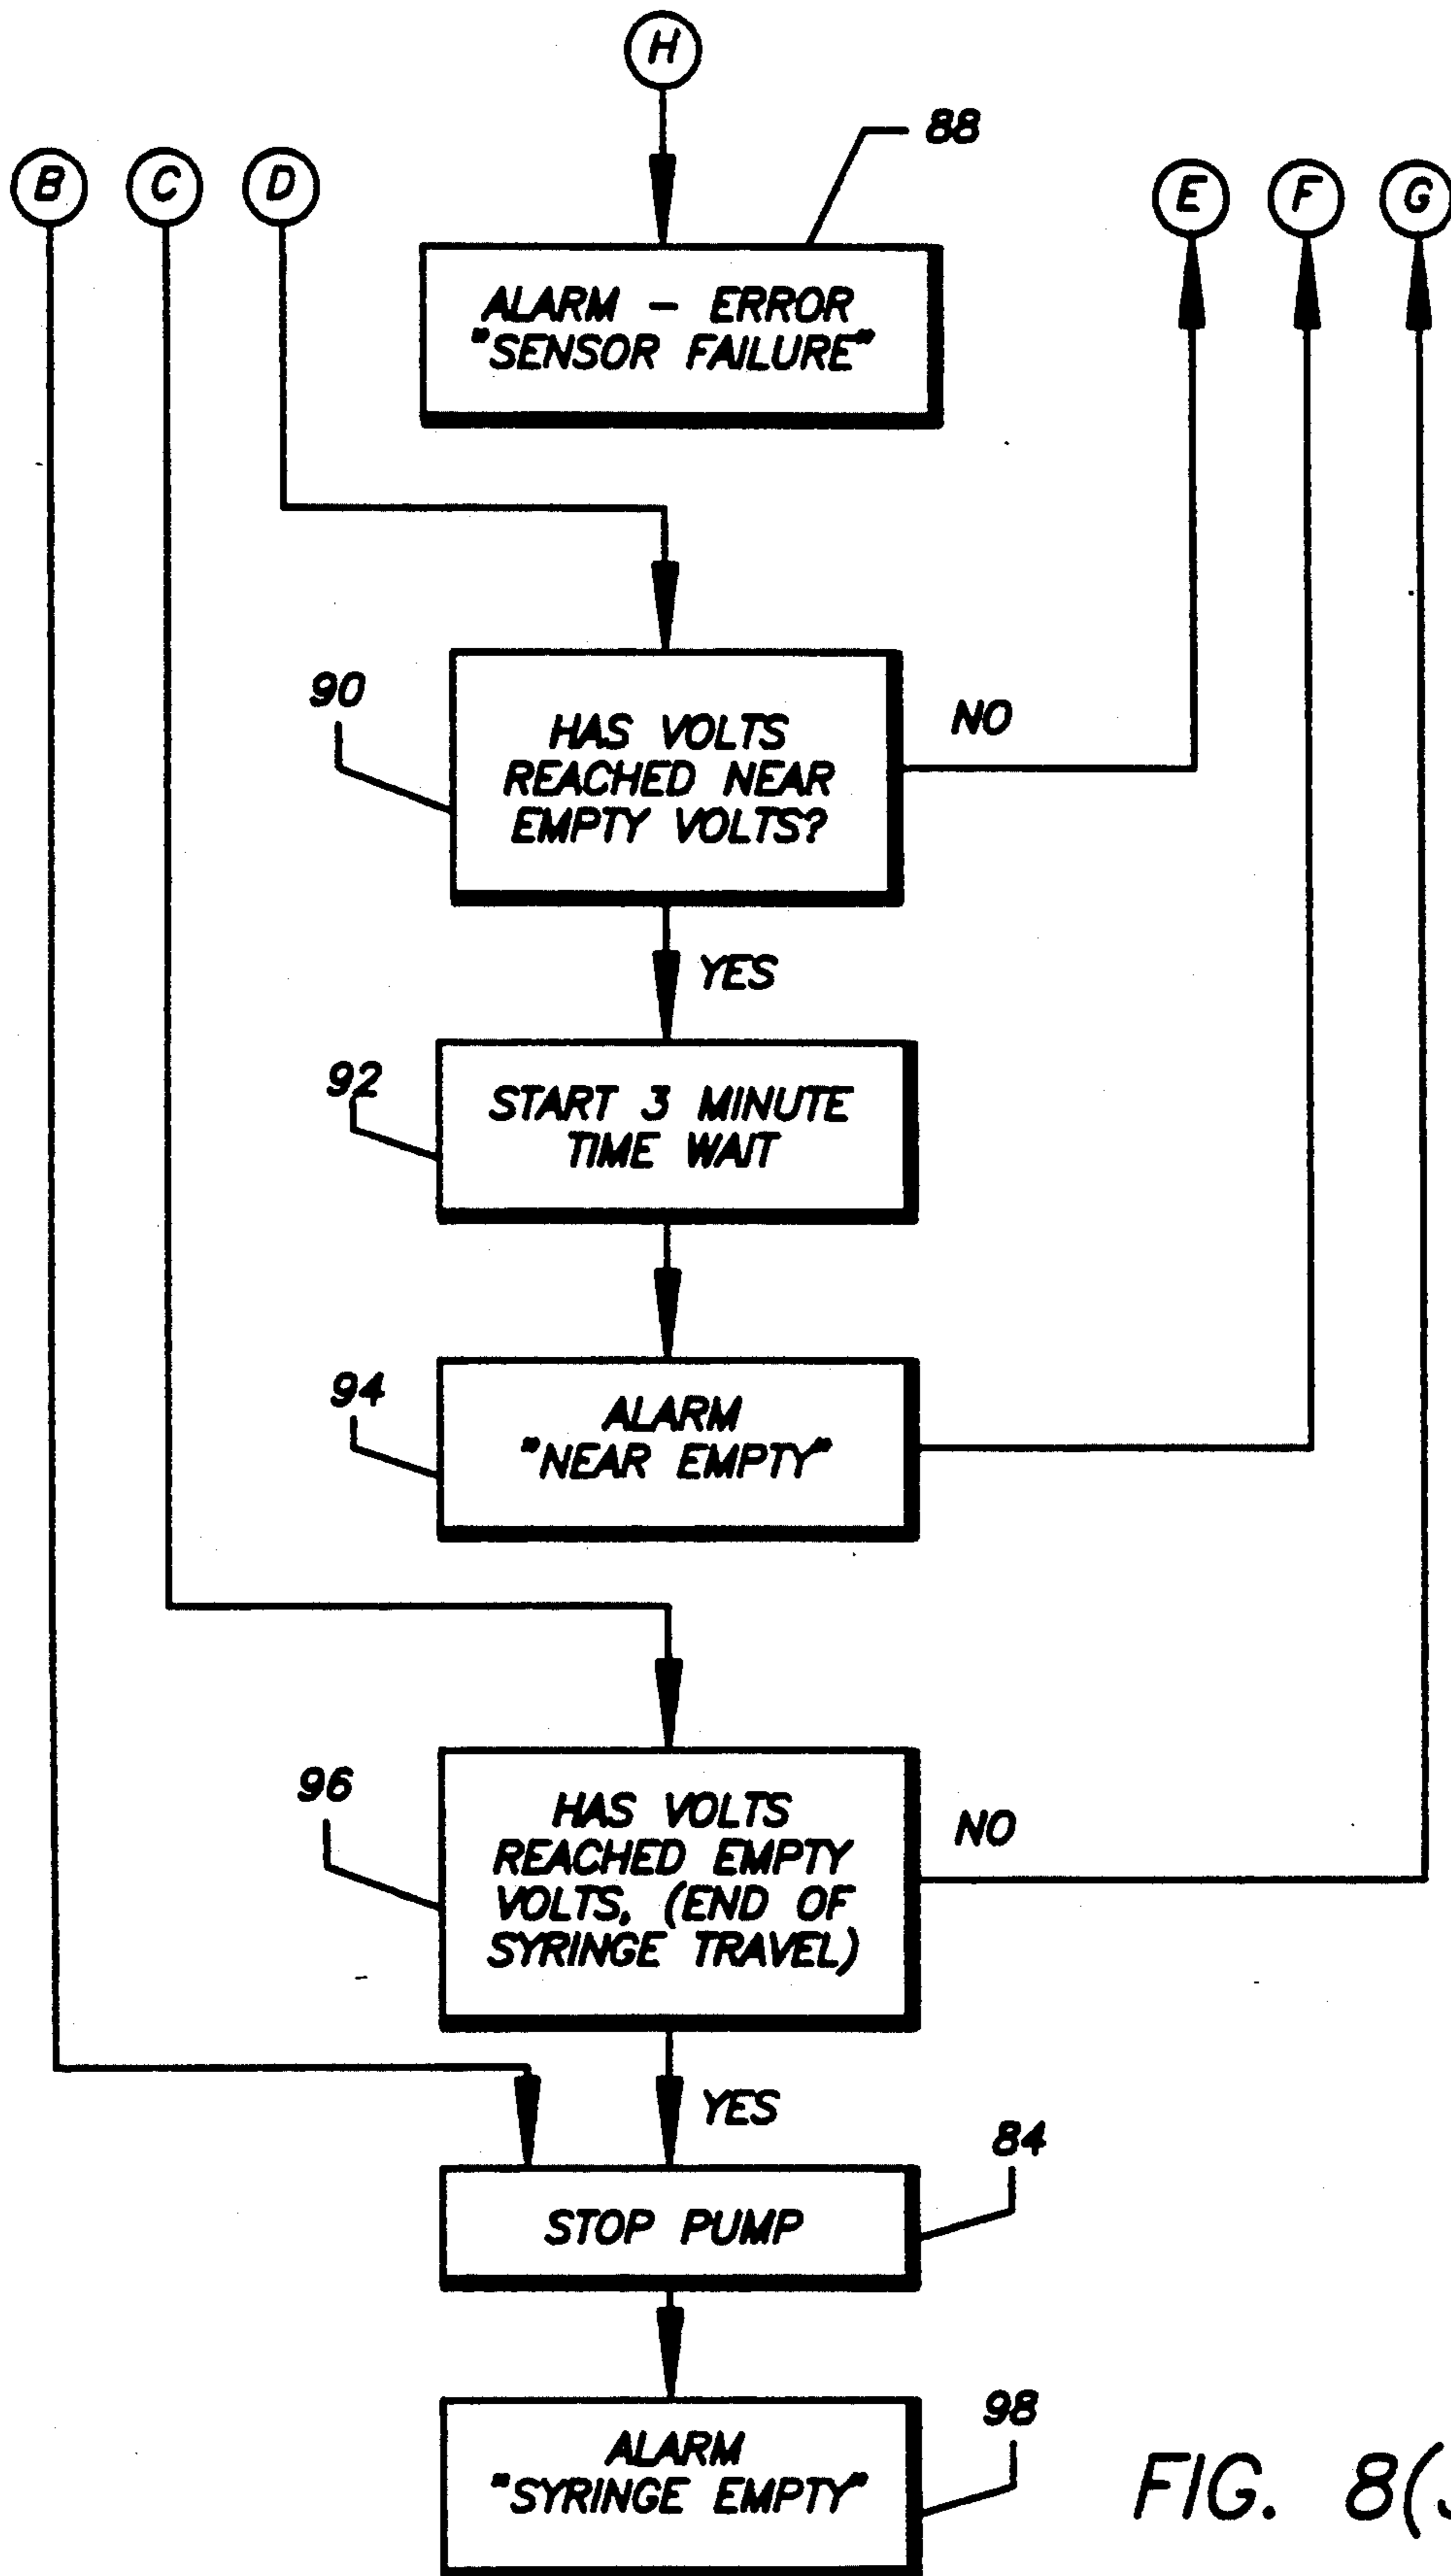 H
88
B C D E F G
ALARM - ERROR
"SENSOR FAILURE"
90
HAS VOLTS
REACHED NEAR
EMPTY VOLTS?
NO
YES
92
START 3 MINUTE
TIME WAIT
94
ALARM
"NEAR EMPTY"
96
HAS VOLTS
REACHED EMPTY
VOLTS, (END OF
SYRINGE TRAVEL)
NO
YES
84
STOP PUMP
98
ALARM
"SYRINGE EMPTY"
FIG. 8(